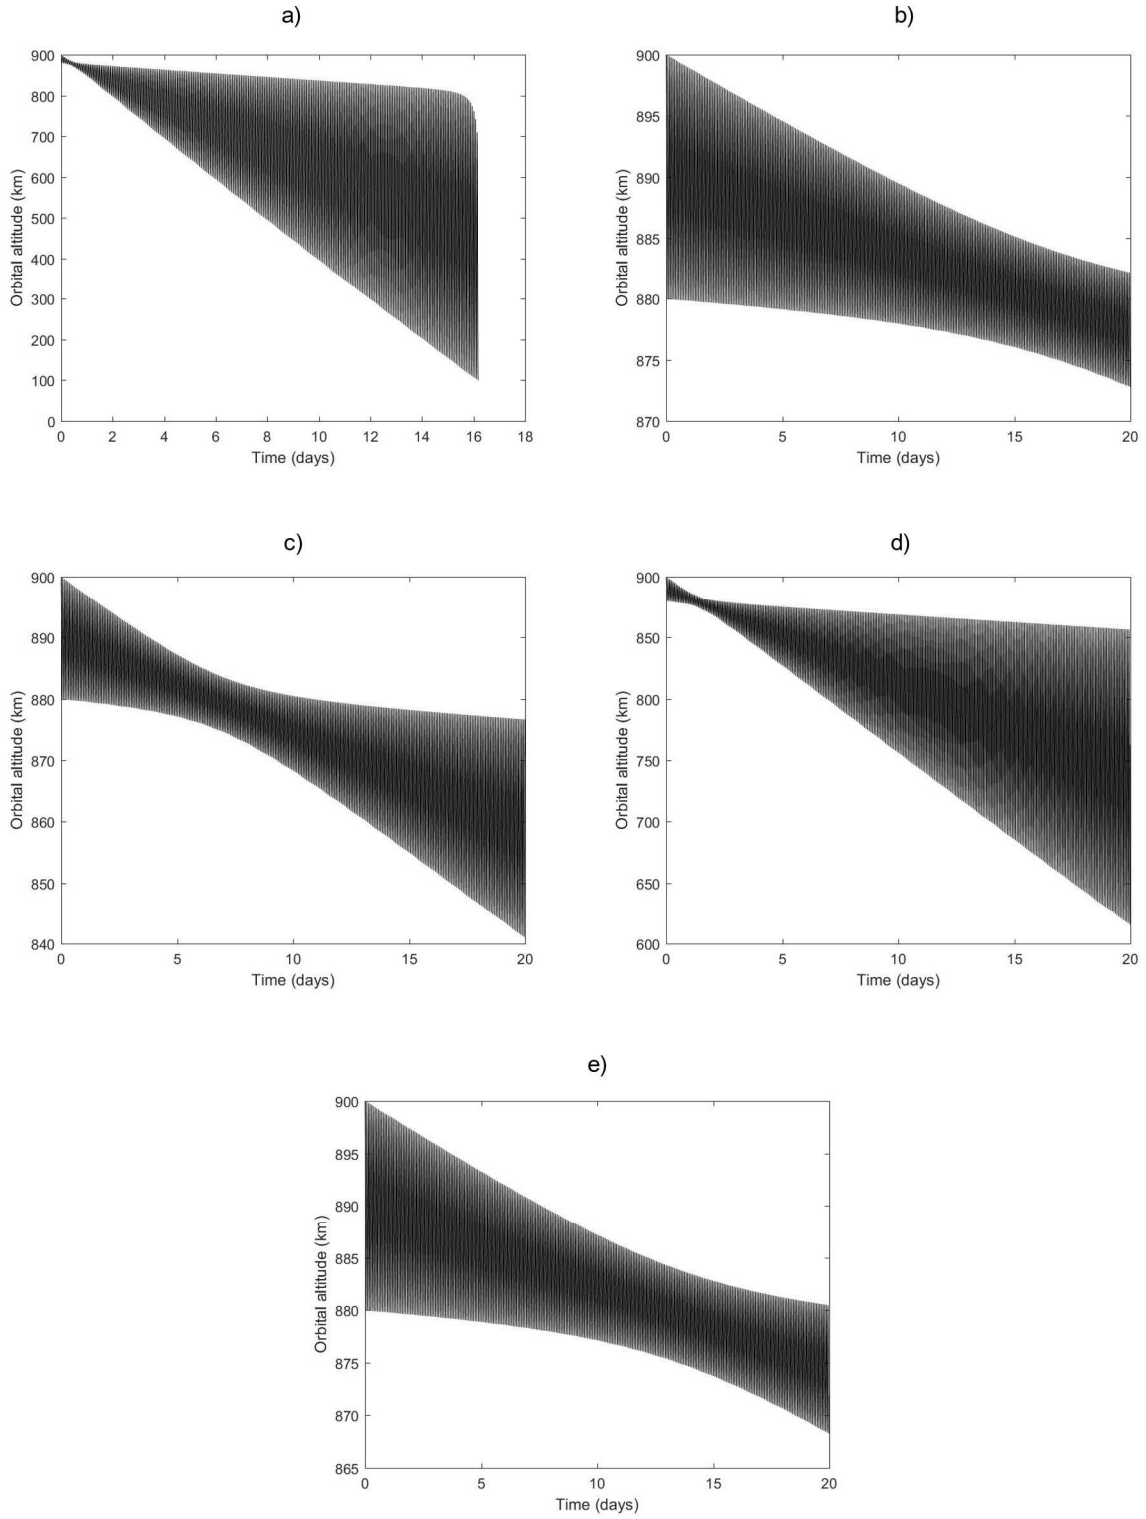 a)
900
800
700
600
500
400
300
200
100
0
0 2 4 6 8 10 12 14 16 18
Orbital altitude (km)
Time (days)
b)
900
895
890
885
880
875
870
0 5 10 15 20
Orbital altitude (km)
Time (days)
c)
900
890
880
870
860
850
840
0 5 10 15 20
Orbital altitude (km)
Time (days)
d)
900
850
800
750
700
650
600
0 5 10 15 20
Orbital altitude (km)
Time (days)
e)
900
895
890
885
880
875
870
865
0 5 10 15 20
Orbital altitude (km)
Time (days)